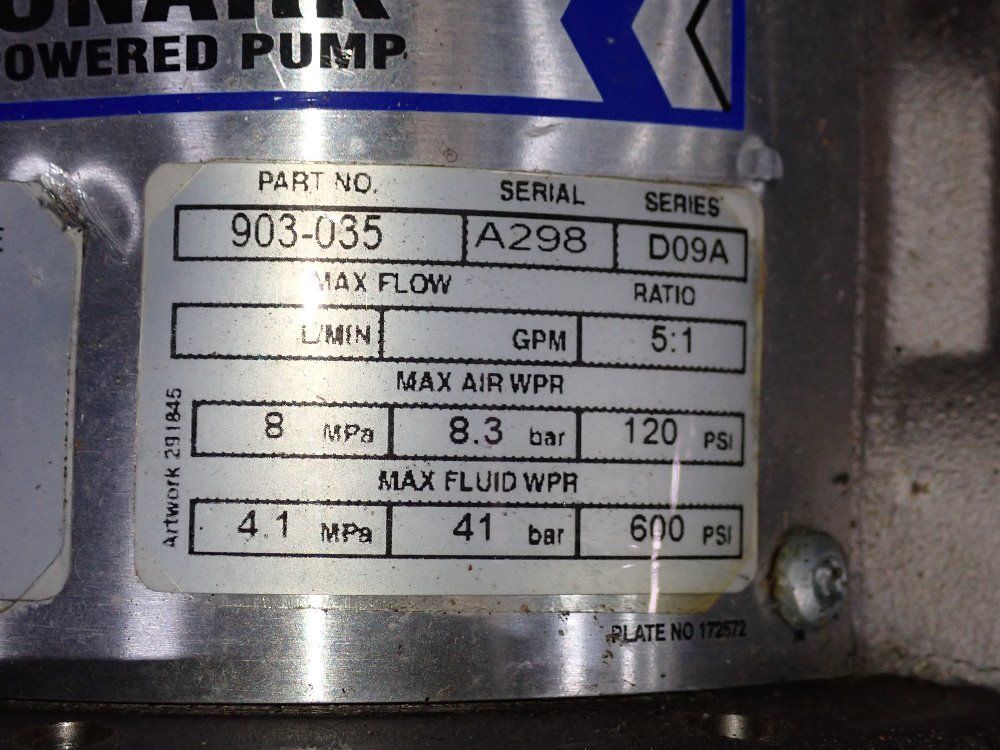 ONARK
POWERED PUMP
PART NO. SERIAL SERIES
903-035 A298 D09A
MAX FLOW RATIO
L/MIN GPM 5:1
MAX AIR WPR
8 MPa 8.3 bar 120 PSI
MAX FLUID WPR
4.1 MPa 41 bar 600 PSI
Artwork 291845
PLATE NO 172572
E